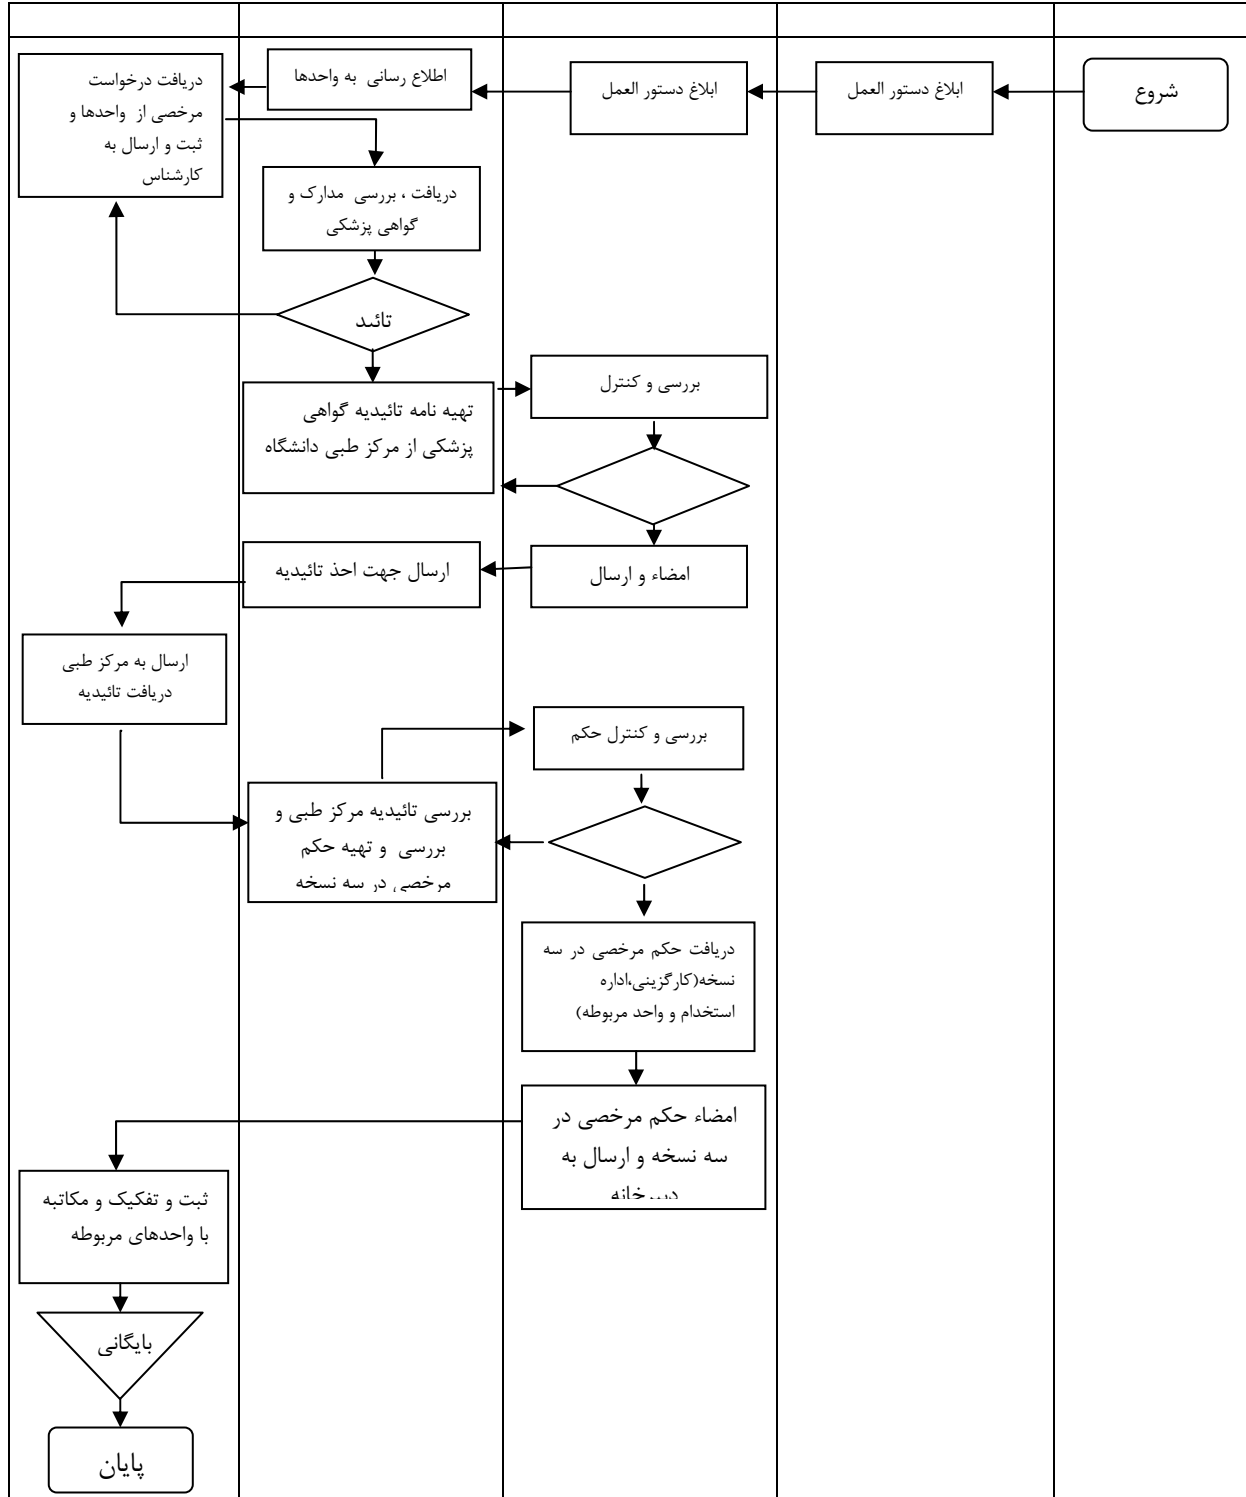 شروع
ابلاغ دستور العمل
ابلاغ دستور العمل
اطلاع رسانی به واحدها
دریافت درخواست
مرخصی از واحدها و
ثبت و ارسال به
کارشناس
دریافت ، بررسی مدارک و
گواهی پزشکی
تائید
تهیه نامه تائیدیه گواهی
پزشکی از مرکز طبی دانشگاه
بررسی و کنترل
امضاء و ارسال
ارسال جهت اخذ تائیدیه
ارسال به مرکز طبی
دریافت تائیدیه
بررسی تائیدیه مرکز طبی و
بررسی و تهیه حکم
مرخصی در سه نسخه
بررسی و کنترل حکم
دریافت حکم مرخصی در سه
نسخه(کارگزینی،اداره
استخدام و واحد مربوطه)
امضاء حکم مرخصی در
سه نسخه و ارسال به
دبیرخانه
ثبت و تفکیک و مکاتبه
با واحدهای مربوطه
بایگانی
پایان